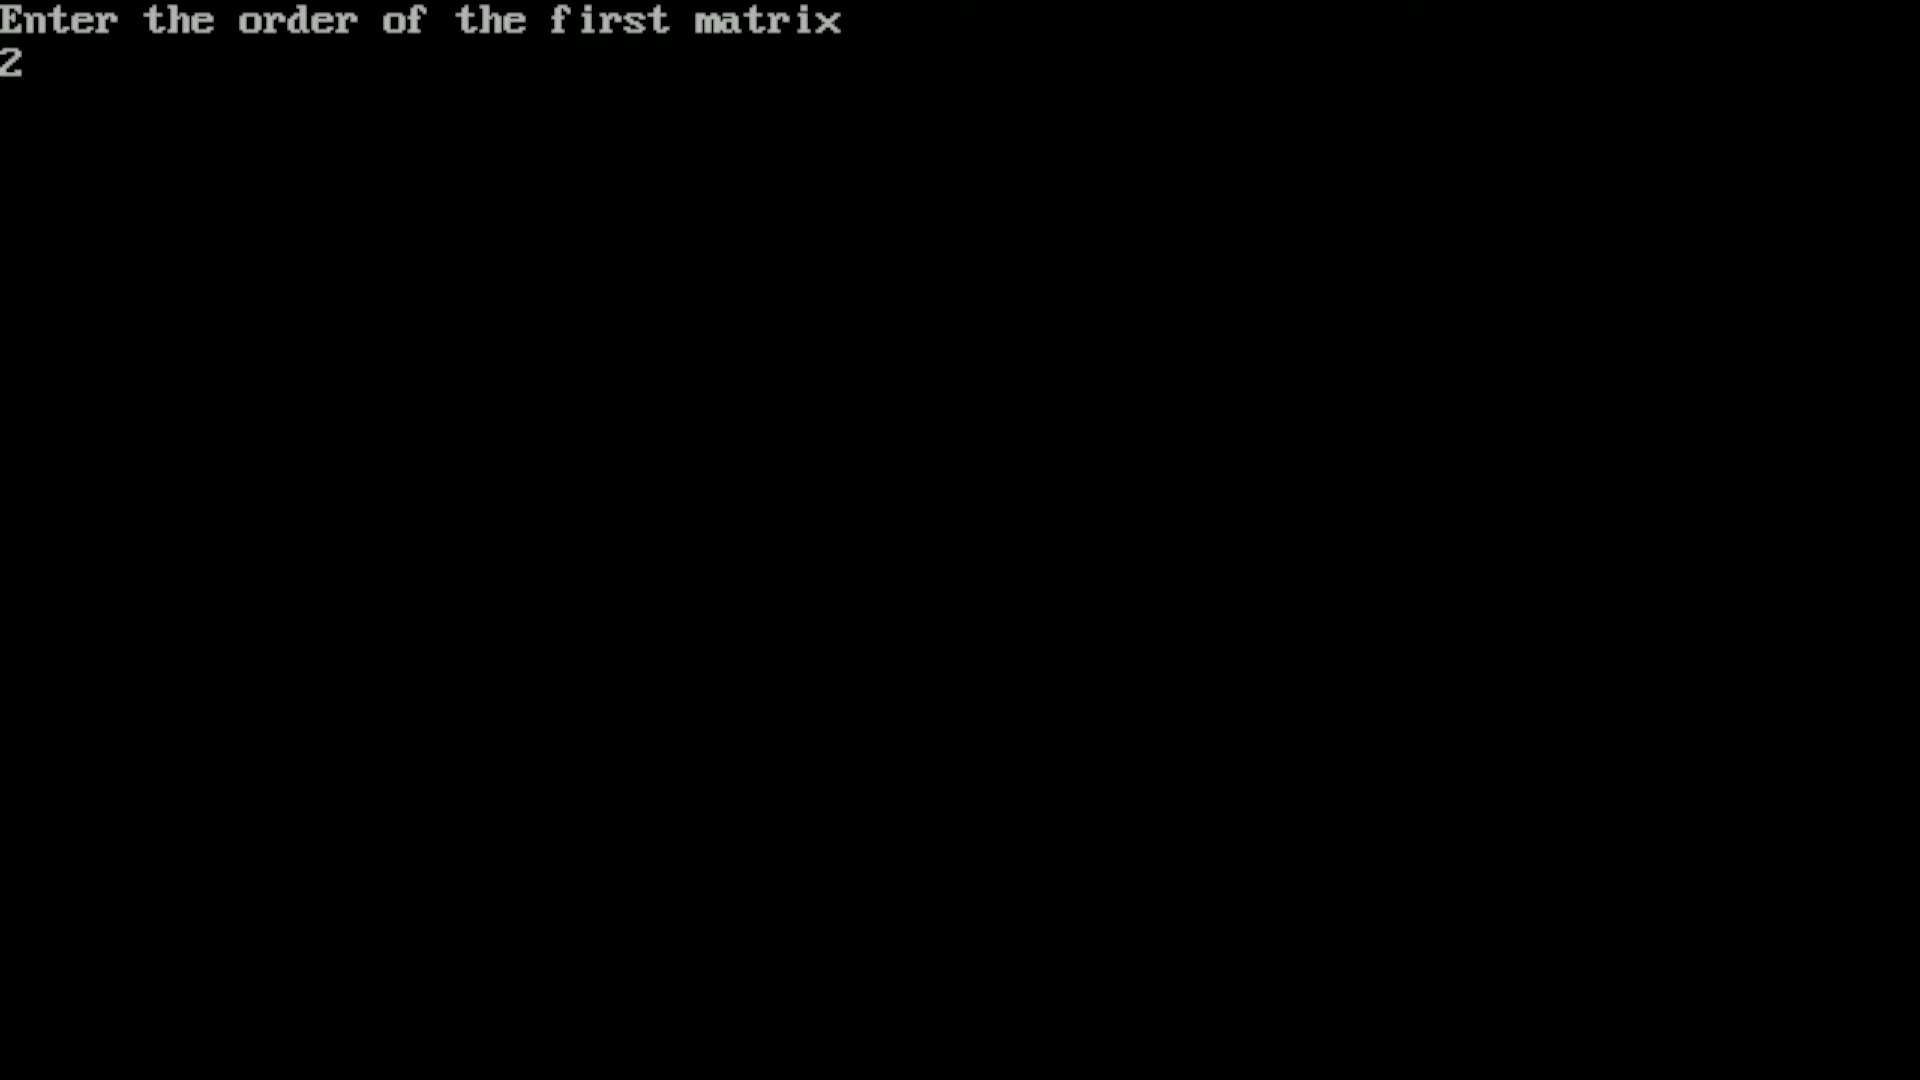 Enter the order of the first matrix
2